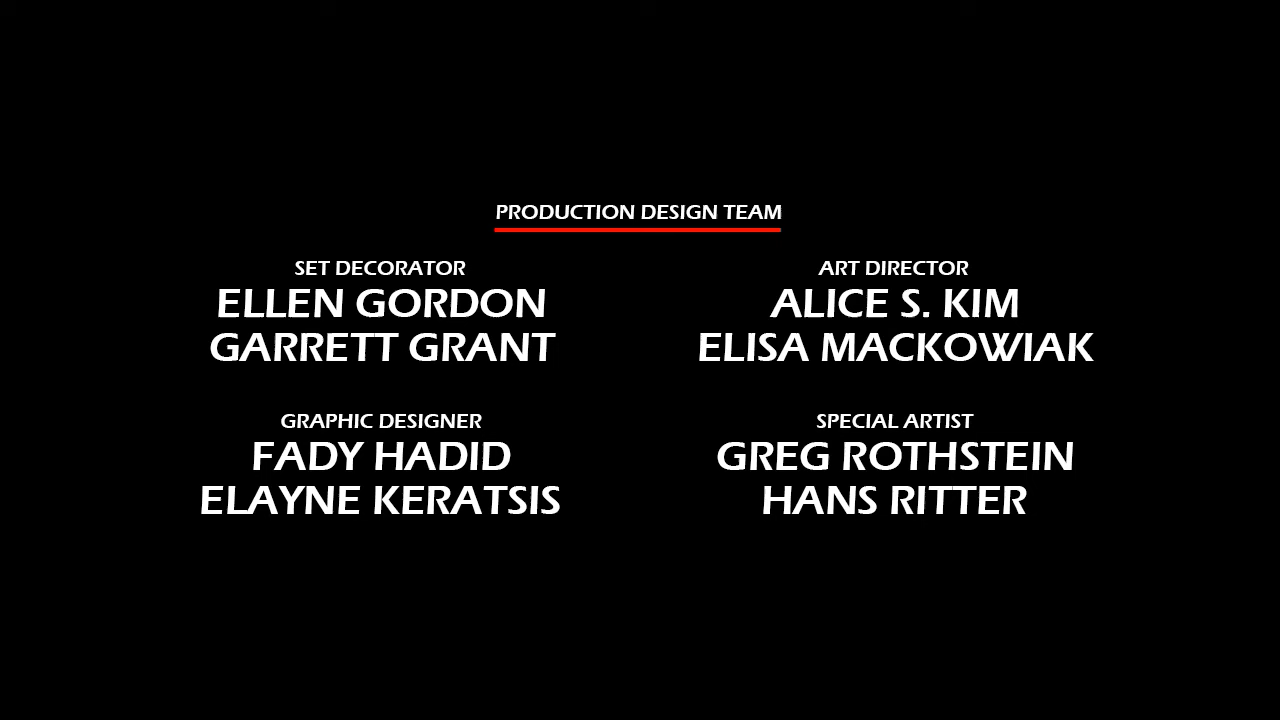 PRODUCTION DESIGN TEAM
SET DECORATOR
ELLEN GORDON
GARRETT GRANT
ART DIRECTOR
ALICE S. KIM
ELISA MACKOWIAK
GRAPHIC DESIGNER
FADY HADID
ELAYNE KERATSIS
SPECIAL ARTIST
GREG ROTHSTEIN
HANS RITTER